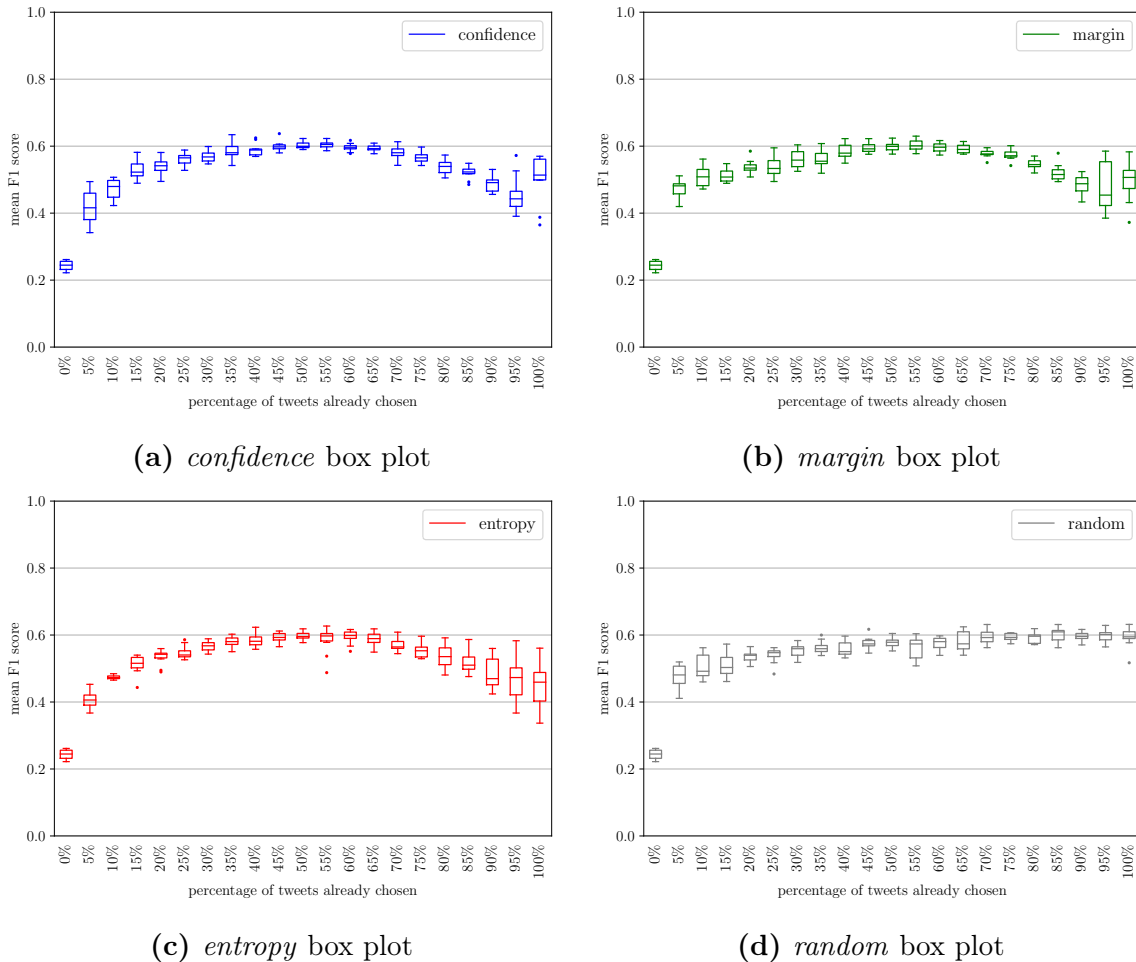 1.0
0.8
0.6
0.4
0.2
0.0
mean F1 score
confidence
0% 5% 10% 15% 20% 25% 30% 35% 40% 45% 50% 55% 60% 65% 70% 75% 80% 85% 90% 95% 100%
percentage of tweets already chosen
(a) confidence box plot
1.0
0.8
0.6
0.4
0.2
0.0
mean F1 score
margin
0% 5% 10% 15% 20% 25% 30% 35% 40% 45% 50% 55% 60% 65% 70% 75% 80% 85% 90% 95% 100%
percentage of tweets already chosen
(b) margin box plot
1.0
0.8
0.6
0.4
0.2
0.0
mean F1 score
entropy
0% 5% 10% 15% 20% 25% 30% 35% 40% 45% 50% 55% 60% 65% 70% 75% 80% 85% 90% 95% 100%
percentage of tweets already chosen
(c) entropy box plot
1.0
0.8
0.6
0.4
0.2
0.0
mean F1 score
random
0% 5% 10% 15% 20% 25% 30% 35% 40% 45% 50% 55% 60% 65% 70% 75% 80% 85% 90% 95% 100%
percentage of tweets already chosen
(d) random box plot